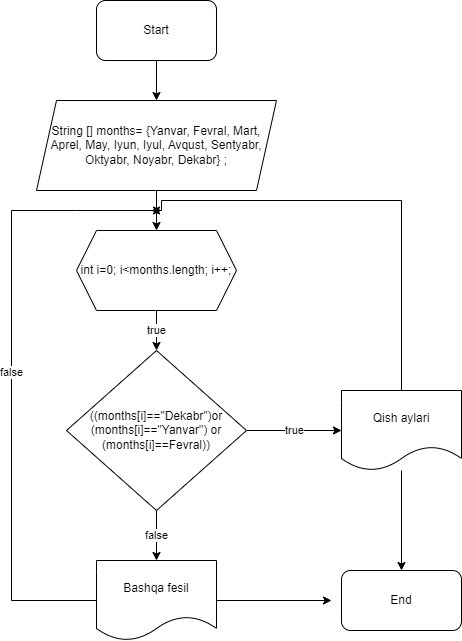 Start
String [] months= {Yanvar, Fevral, Mart,
Aprel, May, Iyun, Iyul, Avqust, Sentyabr,
Oktyabr, Noyabr, Dekabr} ;
int i=0; i<months.length; i++;
true
false
((months[i]=="Dekabr")or
(months[i]=="Yanvar") or
(months[i]==Fevral))
true
Qish aylari
false
Bashqa fesil
End